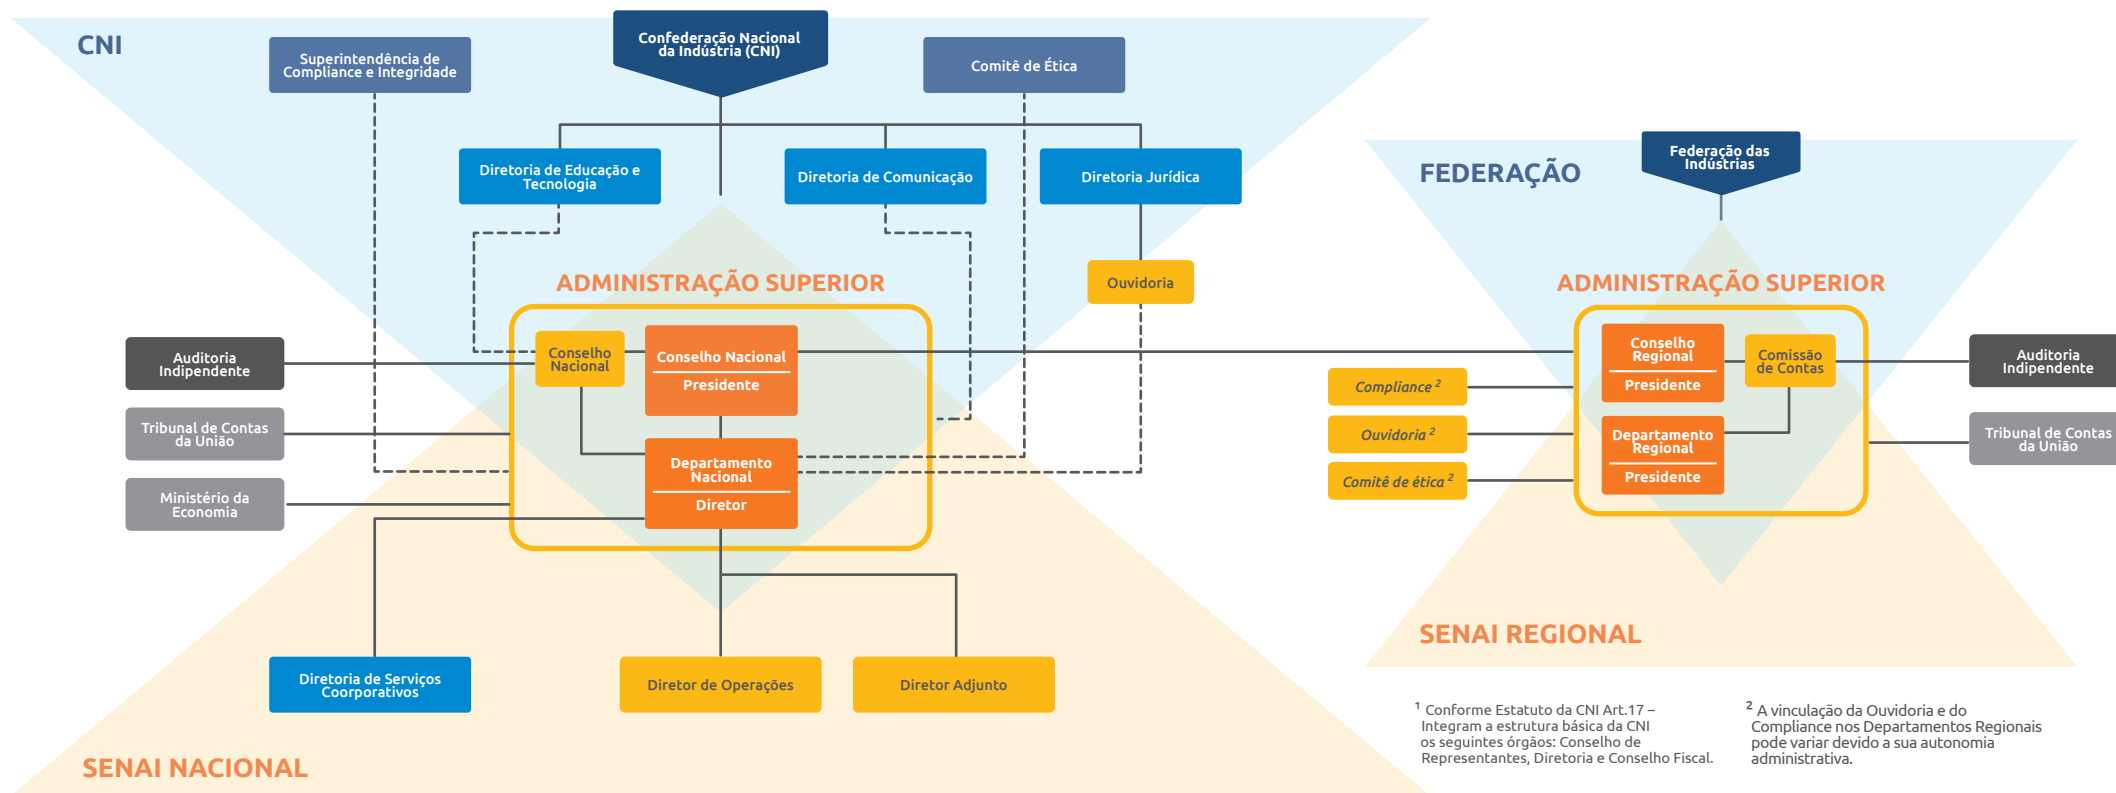 CNI
Superintendência de
Compliance e Integridade
Confederação Nacional
da Indústria (CNI)
Comitê de Ética
Diretoria de Educação e
Tecnologia
Diretoria de Comunicação
Diretoria Jurídica
Ouvidoria
ADMINISTRAÇÃO SUPERIOR
Auditoria
Indipendente
Tribunal de Contas
da União
Ministério da
Economia
Conselho
Nacional
Conselho Nacional
Presidente
Departamento
Nacional
Diretor
Diretoria de Serviços
Coorporativos
Diretor de Operações
Diretor Adjunto
SENAI NACIONAL
FEDERAÇÃO
Federação das
Indústrias
ADMINISTRAÇÃO SUPERIOR
Compliance ²
Ouvidoria ²
Comitê de ética ²
Conselho
Regional
Presidente
Comissão
de Contas
Departamento
Regional
Presidente
Auditoria
Indipendente
Tribunal de Contas
da União
SENAI REGIONAL
¹ Conforme Estatuto da CNI Art.17 –
Integram a estrutura básica da CNI
os seguintes órgãos: Conselho de
Representantes, Diretoria e Conselho Fiscal.
² A vinculação da Ouvidoria e do
Compliance nos Departamentos Regionais
pode variar devido a sua autonomia
administrativa.